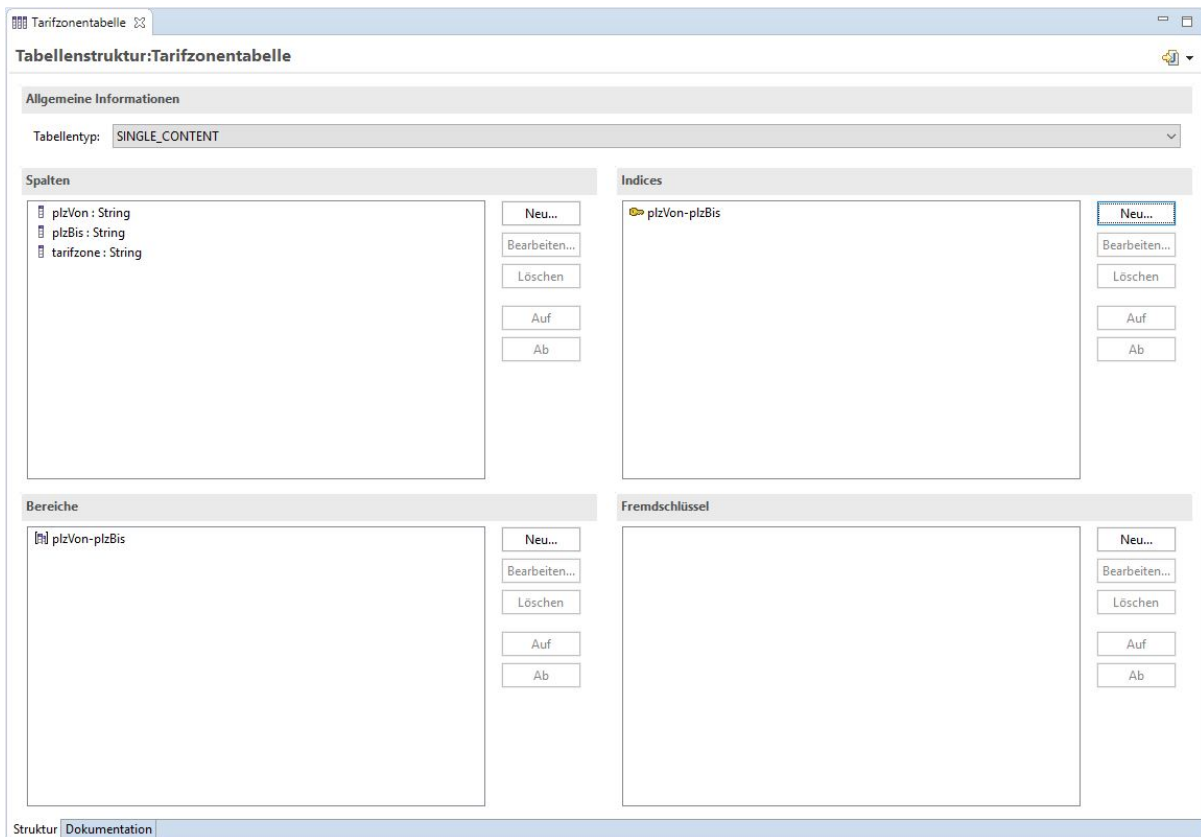 Tarifzonentabelle
Tabellenstruktur:Tarifzonentabelle
Allgemeine Informationen
Tabellentyp: SINGLE_CONTENT
Spalten
plzVon : String
plzBis : String
tarifzone : String
Neu...
Bearbeiten...
Löschen
Auf
Ab
Indices
plzVon-plzBis
Neu...
Bearbeiten...
Löschen
Auf
Ab
Bereiche
plzVon-plzBis
Neu...
Bearbeiten...
Löschen
Auf
Ab
Fremdschlüssel
Neu...
Bearbeiten...
Löschen
Auf
Ab
Struktur Dokumentation